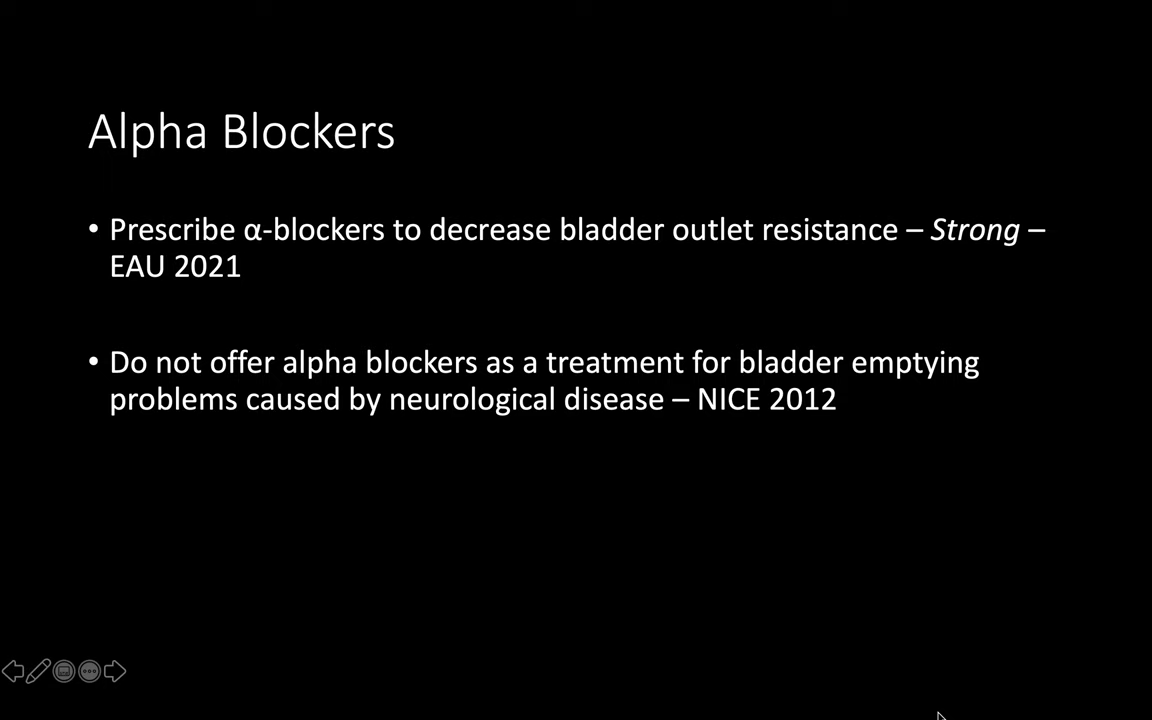 Alpha Blockers
• Prescribe α-blockers to decrease bladder outlet resistance – Strong –
EAU 2021
• Do not offer alpha blockers as a treatment for bladder emptying
problems caused by neurological disease – NICE 2012